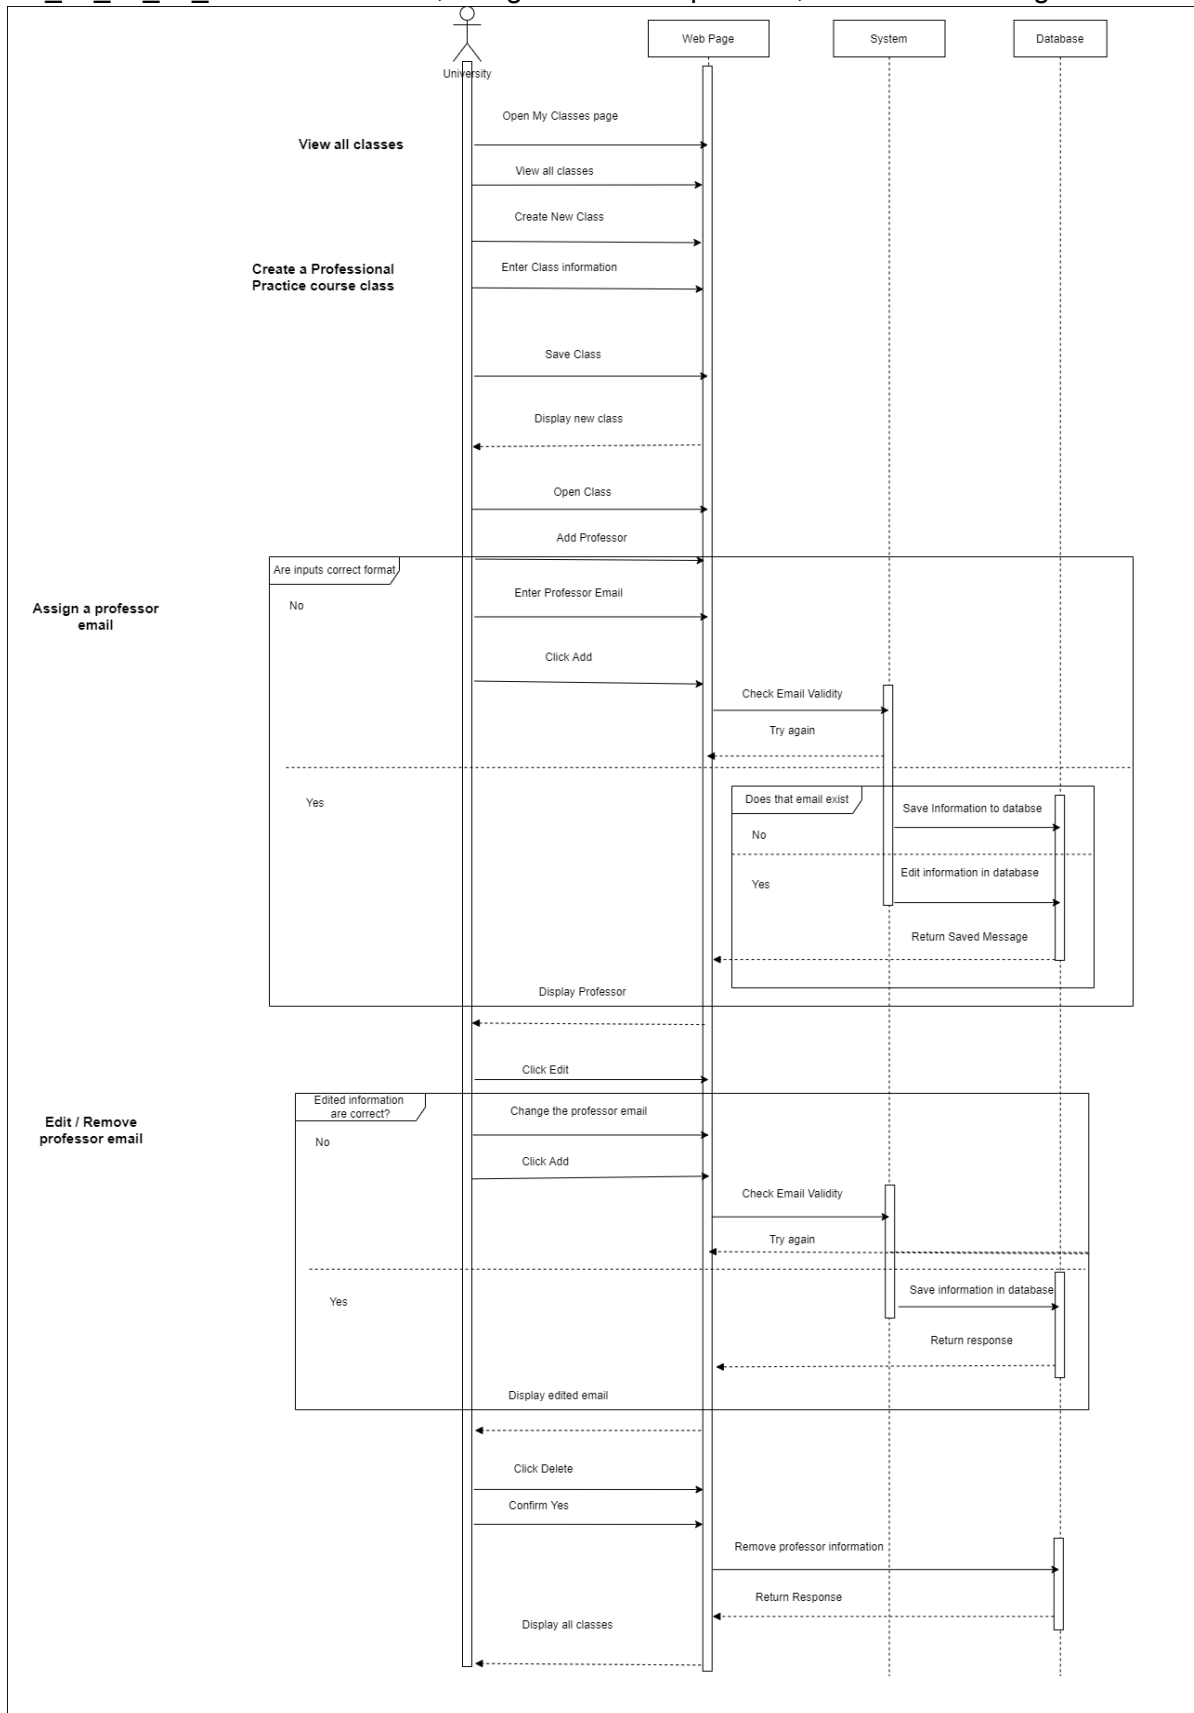 University
Web Page
System
Database
Open My Classes page
View all classes
View all classes
Create New Class
Create a Professional
Practice course class
Enter Class information
Save Class
Display new class
Open Class
Add Professor
Are inputs correct format
No
Enter Professor Email
Assign a professor
email
Click Add
Check Email Validity
Try again
Yes
Does that email exist
Save Information to databse
No
Edit information in database
Yes
Return Saved Message
Display Professor
Click Edit
Edited information
are correct?
Change the professor email
Edit / Remove
professor email
No
Click Add
Check Email Validity
Try again
Yes
Save information in database
Return response
Display edited email
Click Delete
Confirm Yes
Remove professor information
Return Response
Display all classes